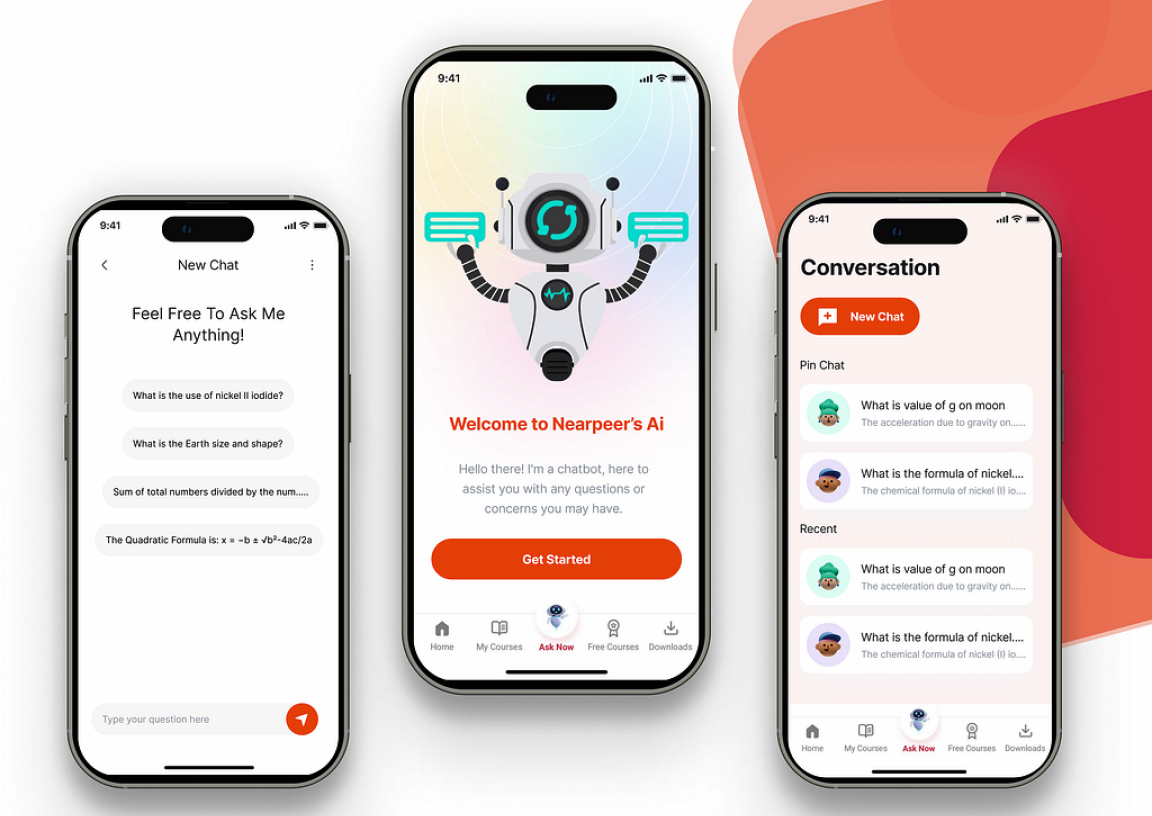 9:41
New Chat
Feel Free To Ask Me
Anything!
What is the use of nickel II iodide?
What is the Earth size and shape?
Sum of total numbers divided by the num.....
The Quadratic Formula is: x = −b ± √b²-4ac/2a
Type your question here
9:41
Welcome to Nearpeer's Ai
Hello there! I'm a chatbot, here to
assist you with any questions or
concerns you may have.
Get Started
Home
My Courses
Ask Now
Free Courses
Downloads
9:41
Conversation
New Chat
Pin Chat
What is value of g on moon
The acceleration due to gravity on......
What is the formula of nickel....
The chemical formula of nickel (I) io....
Recent
What is value of g on moon
The acceleration due to gravity on......
What is the formula of nickel....
The chemical formula of nickel (I) io....
Home
My Courses
Ask Now
Free Courses
Downloads